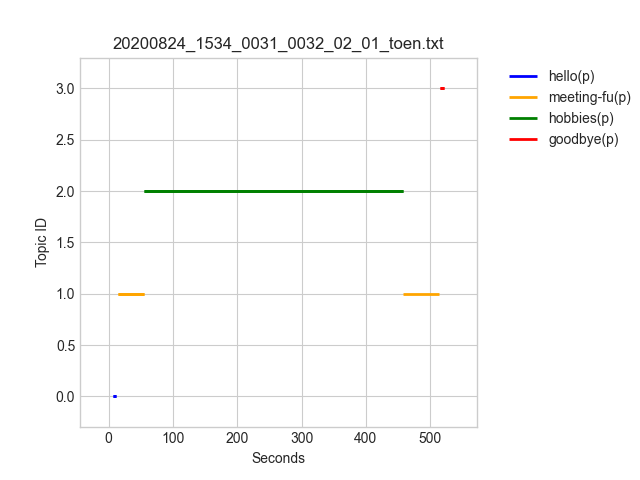 20200824_1534_0031_0032_02_01_toen.txt
hello(p)
meeting-fu(p)
hobbies(p)
goodbye(p)
Topic ID
3.0
2.5
2.0
1.5
1.0
0.5
0.0
0 100 200 300 400 500
Seconds